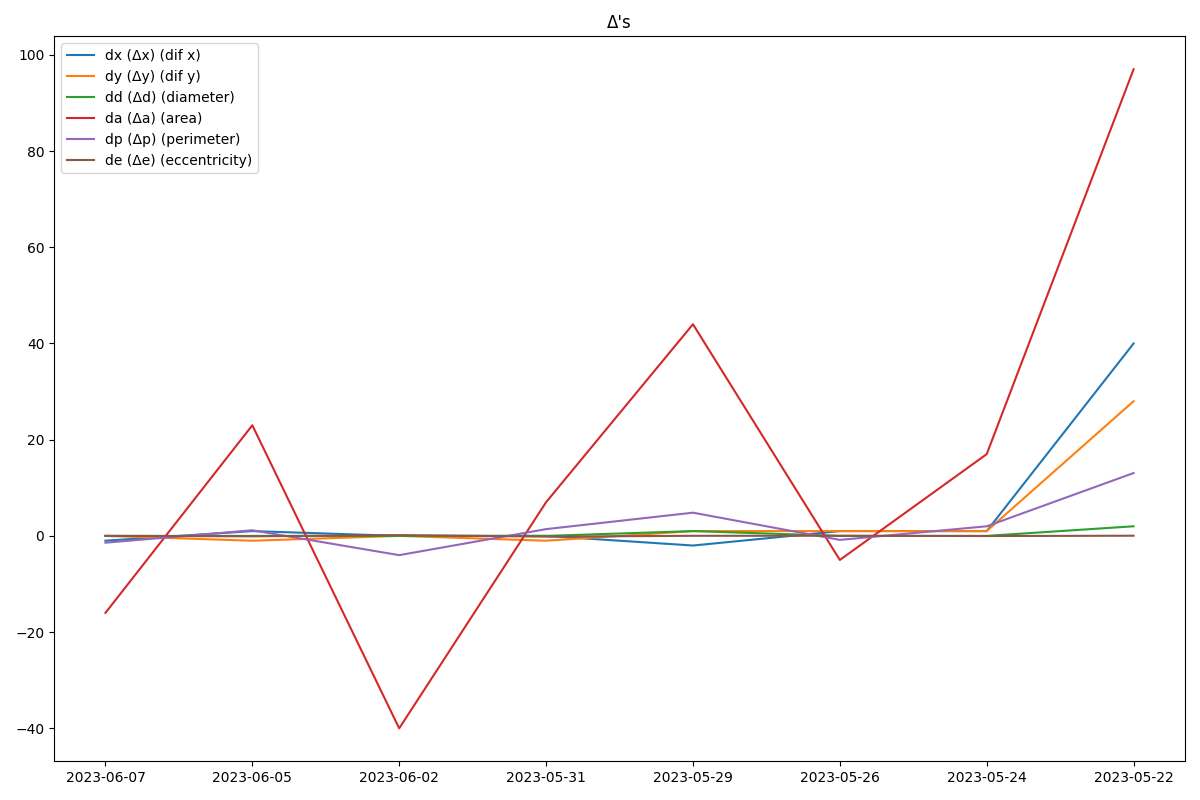 Δ's
dx (Δx) (dif x)
dy (Δy) (dif y)
dd (Δd) (diameter)
da (Δa) (area)
dp (Δp) (perimeter)
de (Δe) (eccentricity)
100
80
60
40
20
0
−20
−40
2023-06-07 2023-06-05 2023-06-02 2023-05-31 2023-05-29 2023-05-26 2023-05-24 2023-05-22